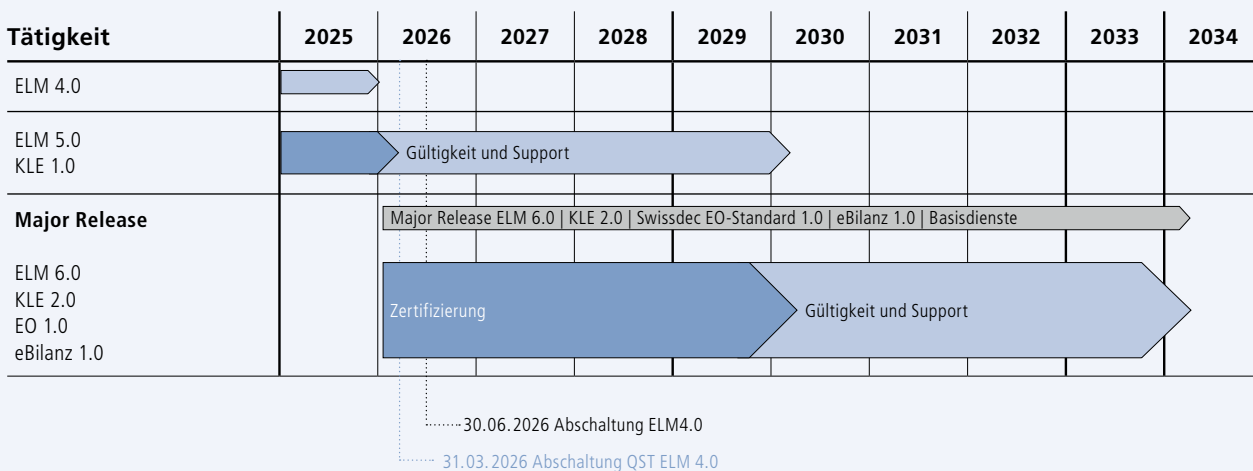 Tätigkeit 2025 2026 2027 2028 2029 2030 2031 2032 2033 2034
ELM 4.0
ELM 5.0
KLE 1.0
Gültigkeit und Support
Major Release
Major Release ELM 6.0 | KLE 2.0 | Swissdec EO-Standard 1.0 | eBilanz 1.0 | Basisdienste
ELM 6.0
KLE 2.0
EO 1.0
eBilanz 1.0
Zertifizierung
Gültigkeit und Support
30.06.2026 Abschaltung ELM4.0
31.03.2026 Abschaltung QST ELM 4.0